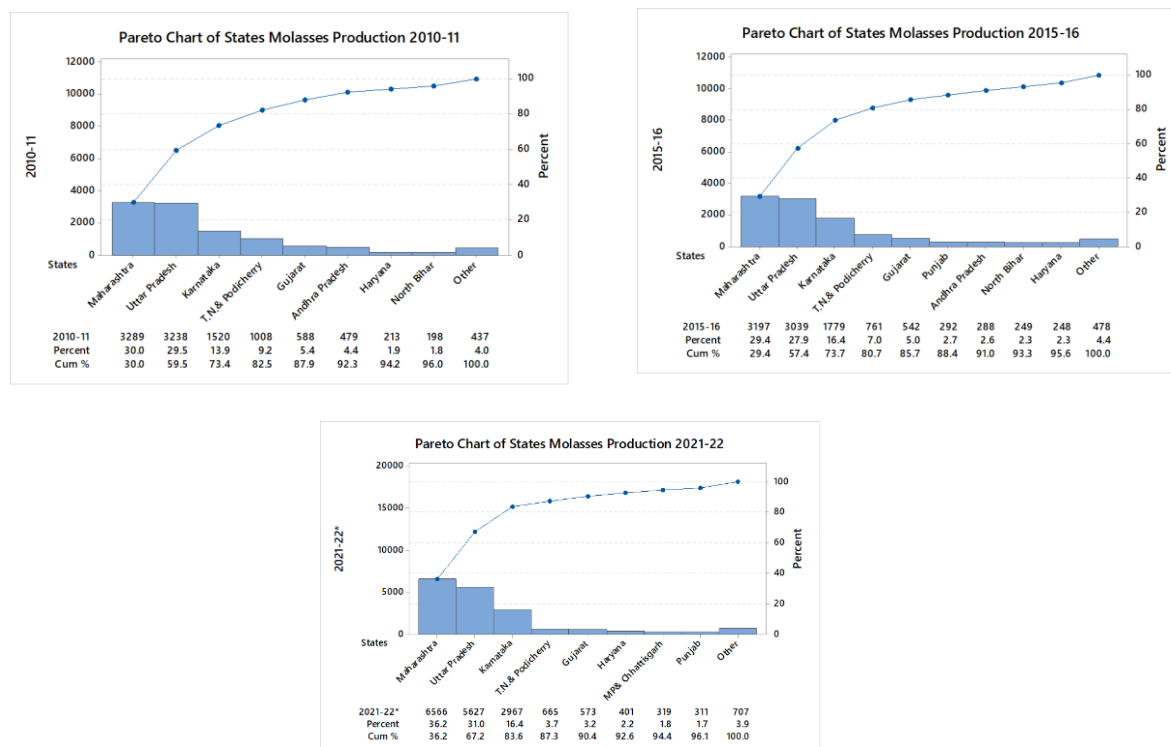 Pareto Chart of States Molasses Production 2010-11
12000
10000
8000
6000
4000
2000
0
2010-11
100
80
60
40
20
0
Percent
States
Maharashtra
Uttar Pradesh
Karnataka
T.N.& Podicherry
Gujarat
Andhra Pradesh
Haryana
North Bihar
Other
2010-11 3289 3238 1520 1008 588 479 213 198 437
Percent 30.0 29.5 13.9 9.2 5.4 4.4 1.9 1.8 4.0
Cum % 30.0 59.5 73.4 82.5 87.9 92.3 94.2 96.0 100.0
Pareto Chart of States Molasses Production 2015-16
12000
10000
8000
6000
4000
2000
0
2015-16
100
80
60
40
20
0
Percent
States
Maharashtra
Uttar Pradesh
Karnataka
T.N.& Podicherry
Gujarat
Punjab
Andhra Pradesh
North Bihar
Haryana
Other
2015-16 3197 3039 1779 761 542 292 288 249 248 478
Percent 29.4 27.9 16.4 7.0 5.0 2.7 2.6 2.3 2.3 4.4
Cum % 29.4 57.4 73.7 80.7 85.7 88.4 91.0 93.3 95.6 100.0
Pareto Chart of States Molasses Production 2021-22
20000
15000
10000
5000
0
2021-22*
100
80
60
40
20
0
Percent
States
Maharashtra
Uttar Pradesh
Karnataka
T.N.& Podicherry
Gujarat
Haryana
MP& Chhattisgarh
Punjab
Other
2021-22* 6566 5627 2967 665 573 401 319 311 707
Percent 36.2 31.0 16.4 3.7 3.2 2.2 1.8 1.7 3.9
Cum % 36.2 67.2 83.6 87.3 90.4 92.6 94.4 96.1 100.0